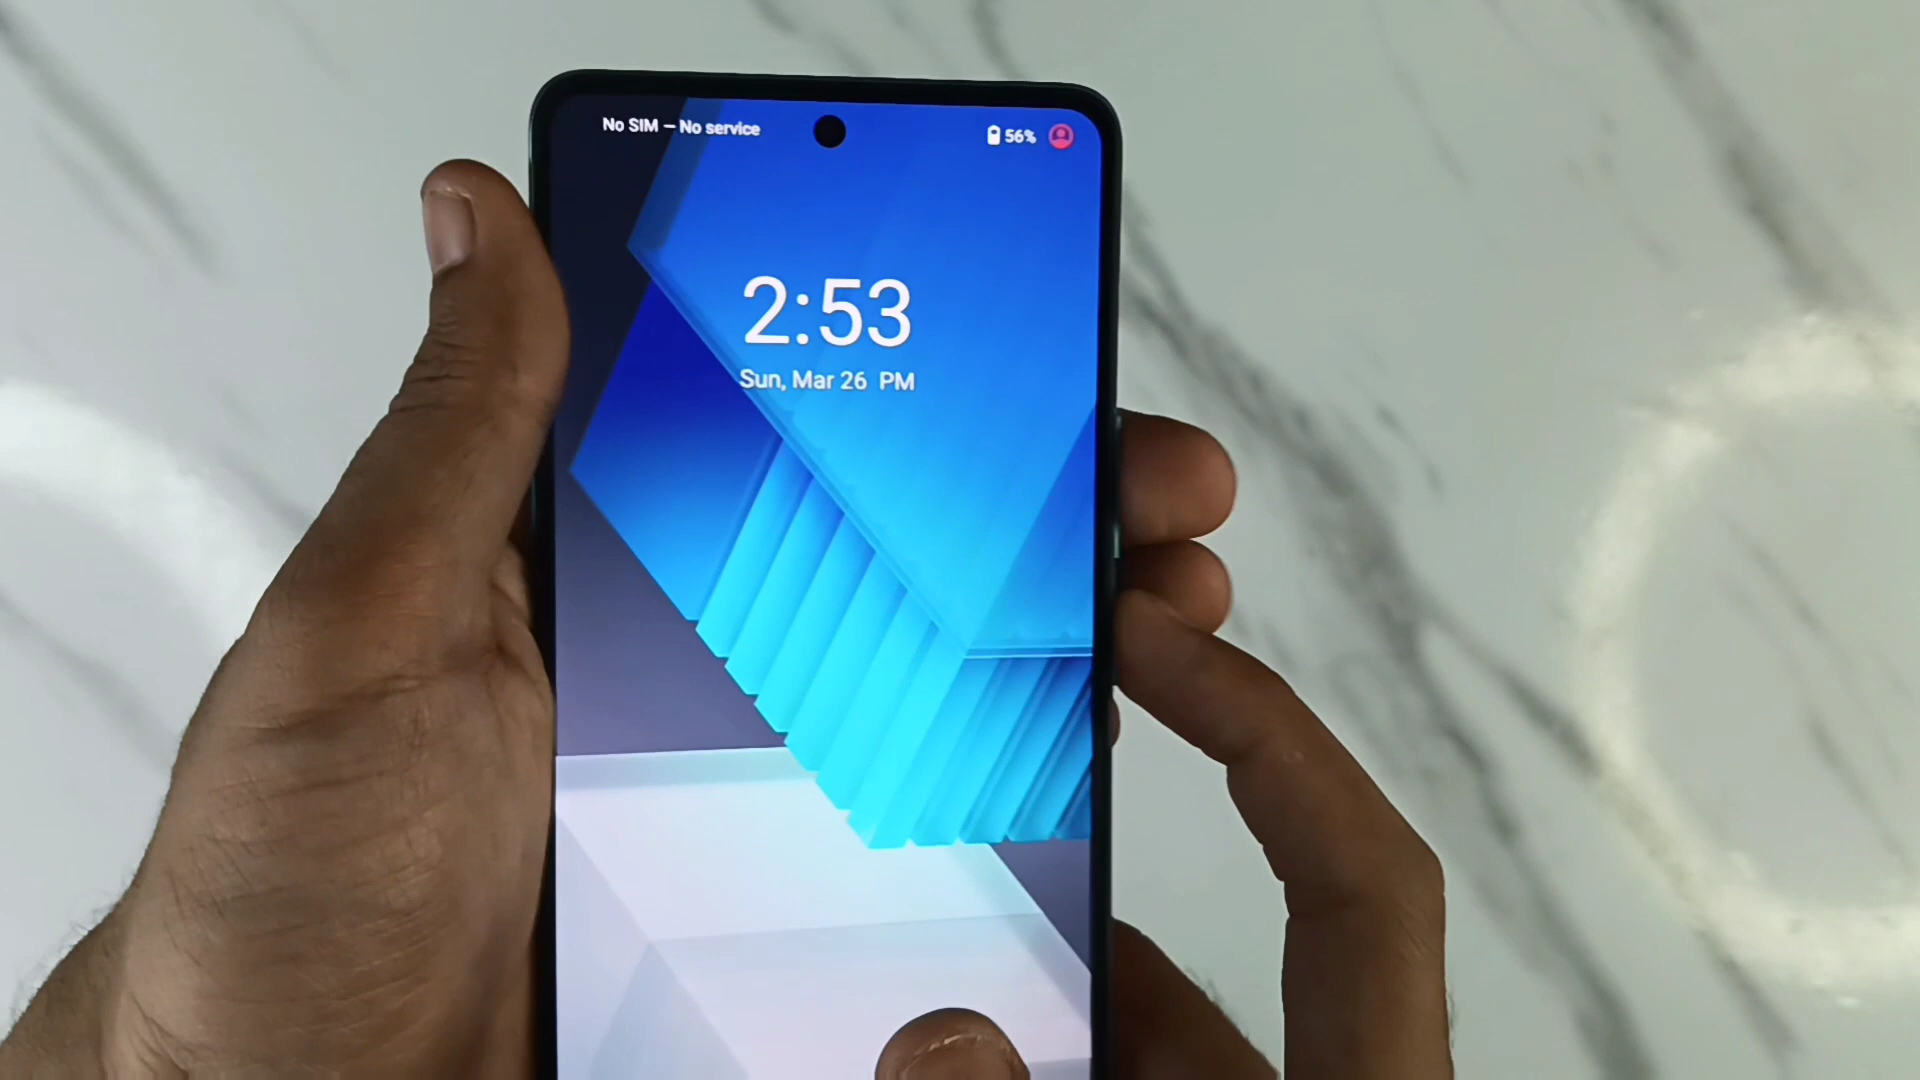 No SIM — No service
56%
2:53
Sun, Mar 26 PM